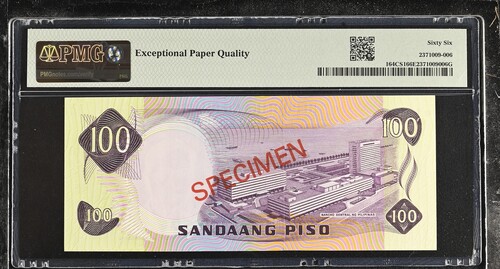 PMG
Exceptional Paper Quality
Sixty Six
2371009-006
164CS166E2371009006G
100
100
SPECIMEN
BANGKO SENTRAL NG PILIPINAS
100
SANDAANG PISO
100